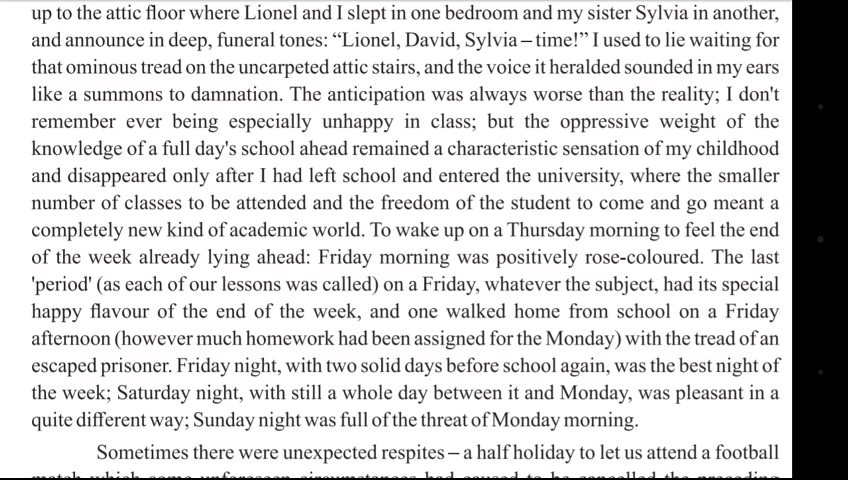 up to the attic floor where Lionel and I slept in one bedroom and my sister Sylvia in another,
and announce in deep, funeral tones: “Lionel, David, Sylvia – time!” I used to lie waiting for
that ominous tread on the uncarpeted attic stairs, and the voice it heralded sounded in my ears
like a summons to damnation. The anticipation was always worse than the reality; I don't
remember ever being especially unhappy in class; but the oppressive weight of the
knowledge of a full day's school ahead remained a characteristic sensation of my childhood
and disappeared only after I had left school and entered the university, where the smaller
number of classes to be attended and the freedom of the student to come and go meant a
completely new kind of academic world. To wake up on a Thursday morning to feel the end
of the week already lying ahead: Friday morning was positively rose-coloured. The last
'period' (as each of our lessons was called) on a Friday, whatever the subject, had its special
happy flavour of the end of the week, and one walked home from school on a Friday
afternoon (however much homework had been assigned for the Monday) with the tread of an
escaped prisoner. Friday night, with two solid days before school again, was the best night of
the week; Saturday night, with still a whole day between it and Monday, was pleasant in a
quite different way; Sunday night was full of the threat of Monday morning.
Sometimes there were unexpected respites – a half holiday to let us attend a football
match which some unforeseen circumstances had caused to be cancelled the preceding